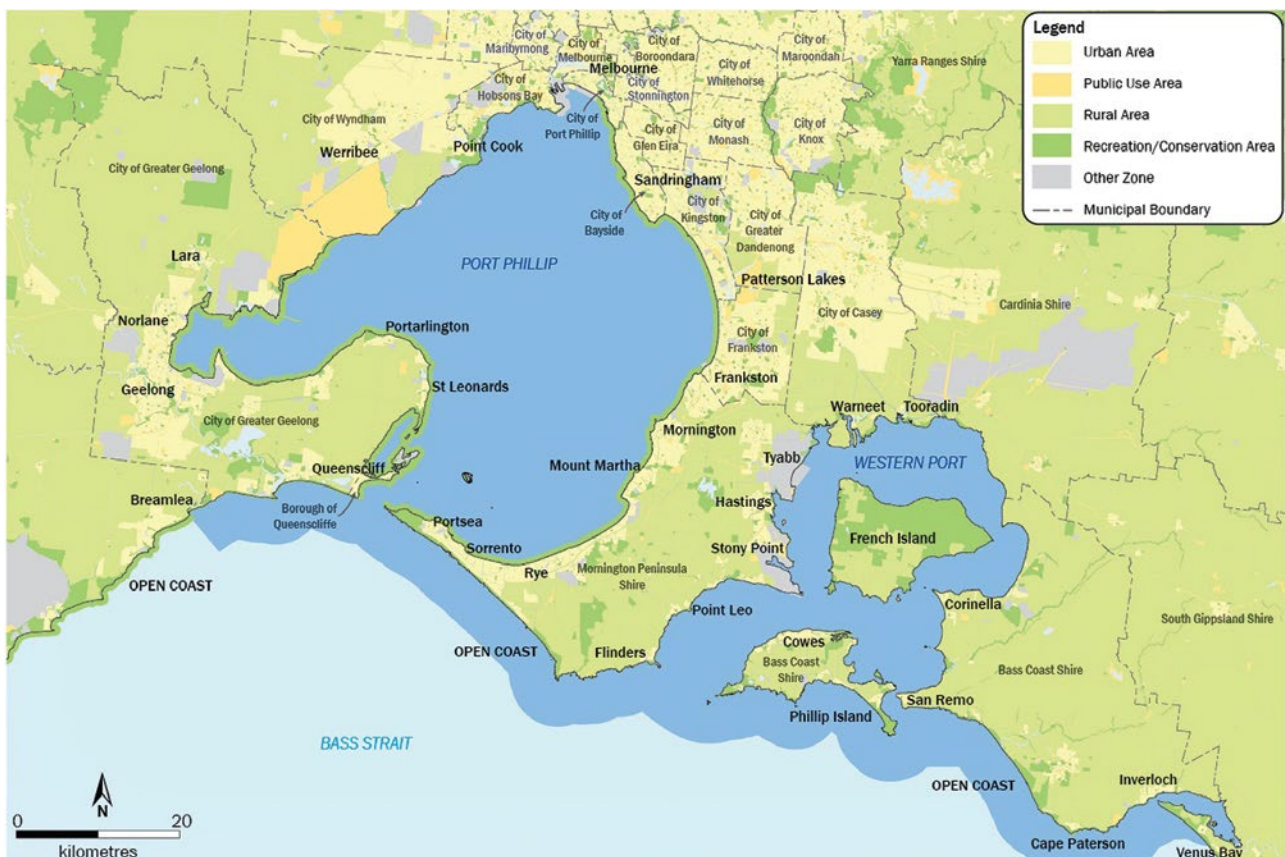 Legend
Urban Area
Public Use Area
Rural Area
Recreation/Conservation Area
Other Zone
Municipal Boundary
City of
Maribyrnong
City of
Melbourne
City of
Boroondara
City of
Maroondah
Melbourne
City of
Whitehorse
Yarra Ranges Shire
City of
Hobsons Bay
City of
Stonnington
City of Wyndham
City of
Port Phillip
City of
Monash
City of
Knox
Werribee
Point Cook
City of
Glen Eira
City of Greater Geelong
Sandringham
City of
Kingston
City of
Bayside
City of
Greater
Dandenong
Lara
PORT PHILLIP
Patterson Lakes
Cardinia Shire
City of Casey
Norlane
Portarlington
City of
Frankston
Geelong
St Leonards
Frankston
City of Greater Geelong
Warneet
Tooradin
Mornington
Queenscliff
Mount Martha
Tyabb
WESTERN PORT
Breamlea
Borough of
Queenscliffe
Hastings
Portsea
Sorrento
Stony Point
French Island
Rye
Mornington Peninsula
Shire
OPEN COAST
Point Leo
Corinella
South Gippsland Shire
OPEN COAST
Flinders
Cowes
Bass Coast
Shire
Bass Coast Shire
San Remo
Phillip Island
BASS STRAIT
OPEN COAST
Inverloch
N
0 20
kilometres
Cape Paterson
Venus Bay